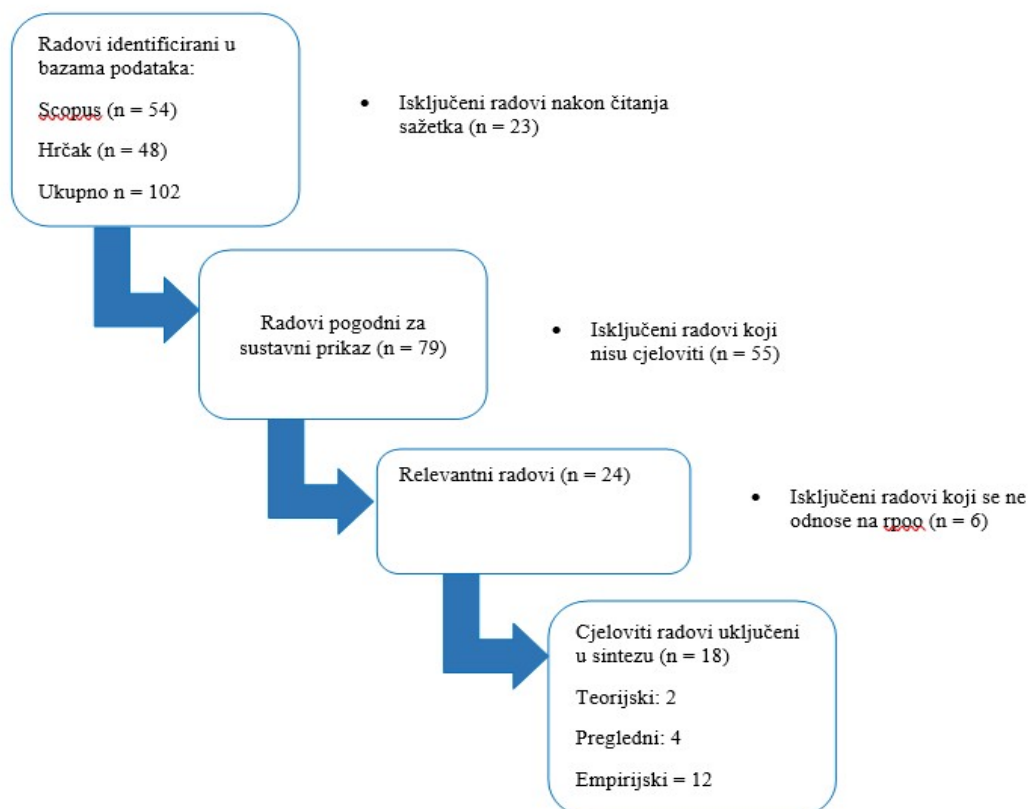 Radovi identificirani u
bazama podataka:
Scopus (n = 54)
Hrčak (n = 48)
Ukupno n = 102
• Isključeni radovi nakon čitanja
sažetka (n = 23)
Radovi pogodni za
sustavni prikaz (n = 79)
• Isključeni radovi koji
nisu cjeloviti (n = 55)
Relevantni radovi (n = 24)
• Isključeni radovi koji se ne
odnose na rpoo (n = 6)
Cjeloviti radovi uključeni
u sintezu (n = 18)
Teorijski: 2
Pregledni: 4
Empirijski = 12